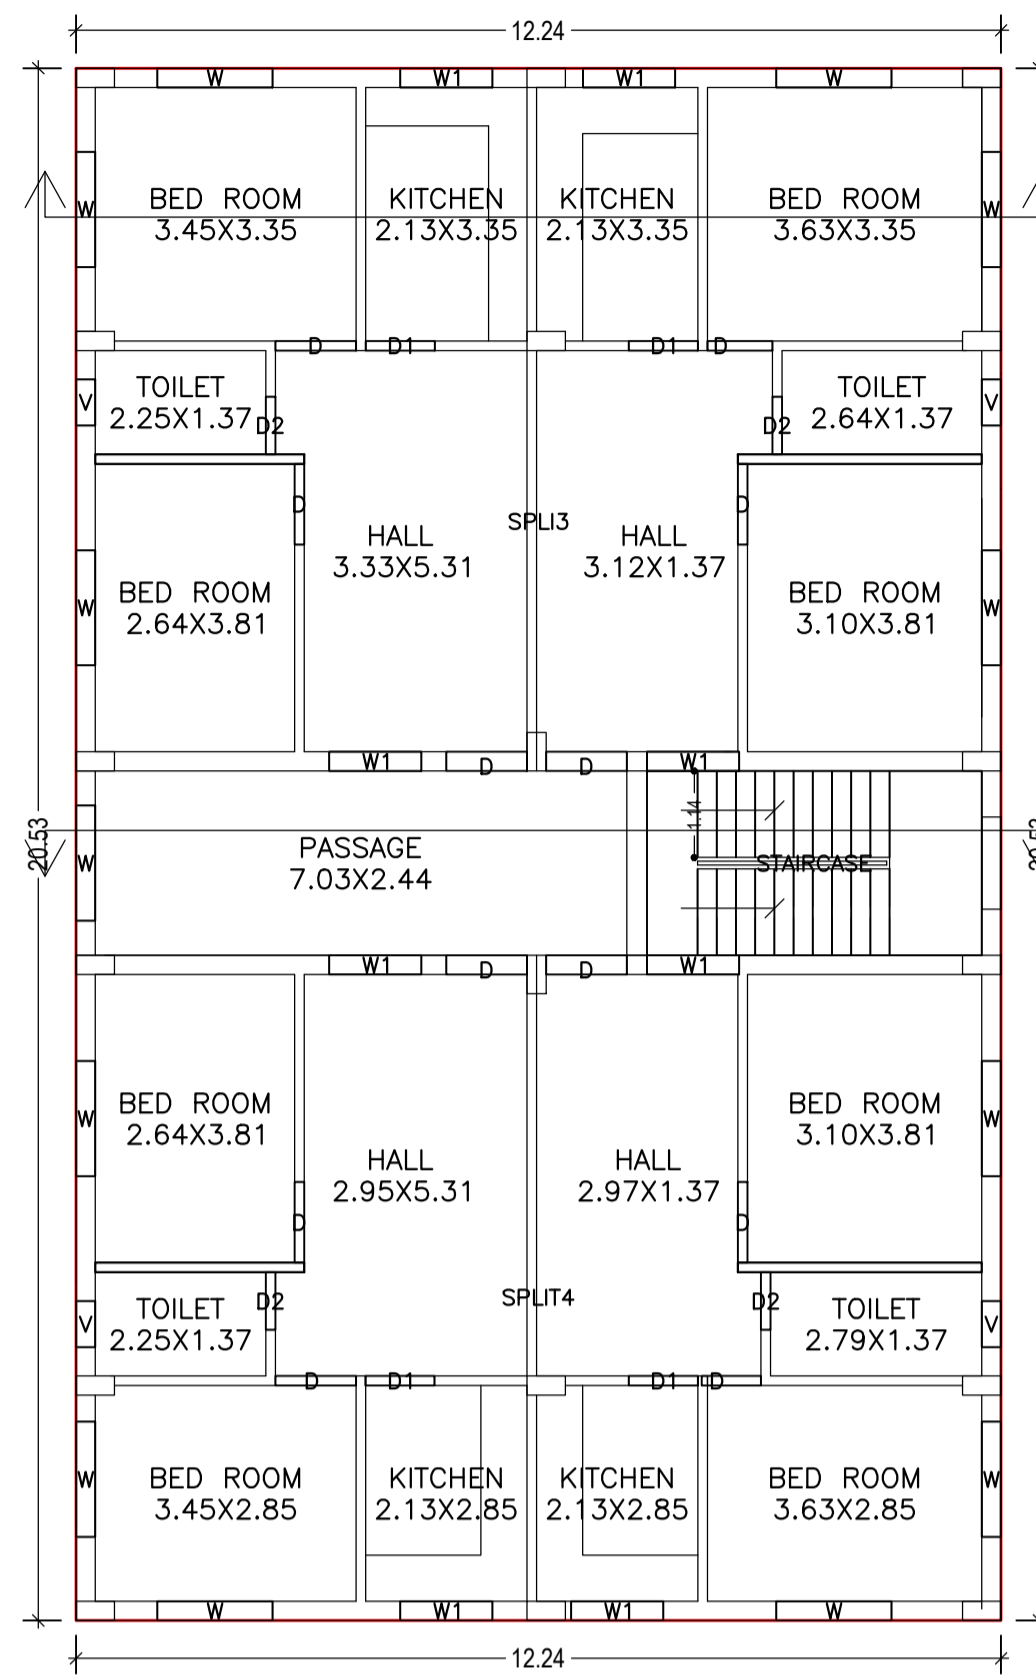 12.24
W W1 W1 W
W W
BED ROOM KITCHEN KITCHEN BED ROOM
3.45X3.35 2.13X3.35 2.13X3.35 3.63X3.35
D D1 D1 D
TOILET TOILET
V V
2.25X1.37 D2 D2 2.64X1.37
D D
SPLI3
HALL HALL
3.33X5.31 3.12X1.37
BED ROOM BED ROOM
W W
2.64X3.81 3.10X3.81
W1 D D W1
1.14
20.53
PASSAGE
W STAIRCASE
7.03X2.44
W1 D D W1
BED ROOM BED ROOM
W W
2.64X3.81 3.10X3.81
HALL HALL
2.95X5.31 2.97X1.37
D D
SPLIT4
D2 D2
TOILET TOILET
V V
2.25X1.37 2.79X1.37
D D1 D1 D
BED ROOM KITCHEN KITCHEN BED ROOM
W W
3.45X2.85 2.13X2.85 2.13X2.85 3.63X2.85
W W1 W1 W
12.24